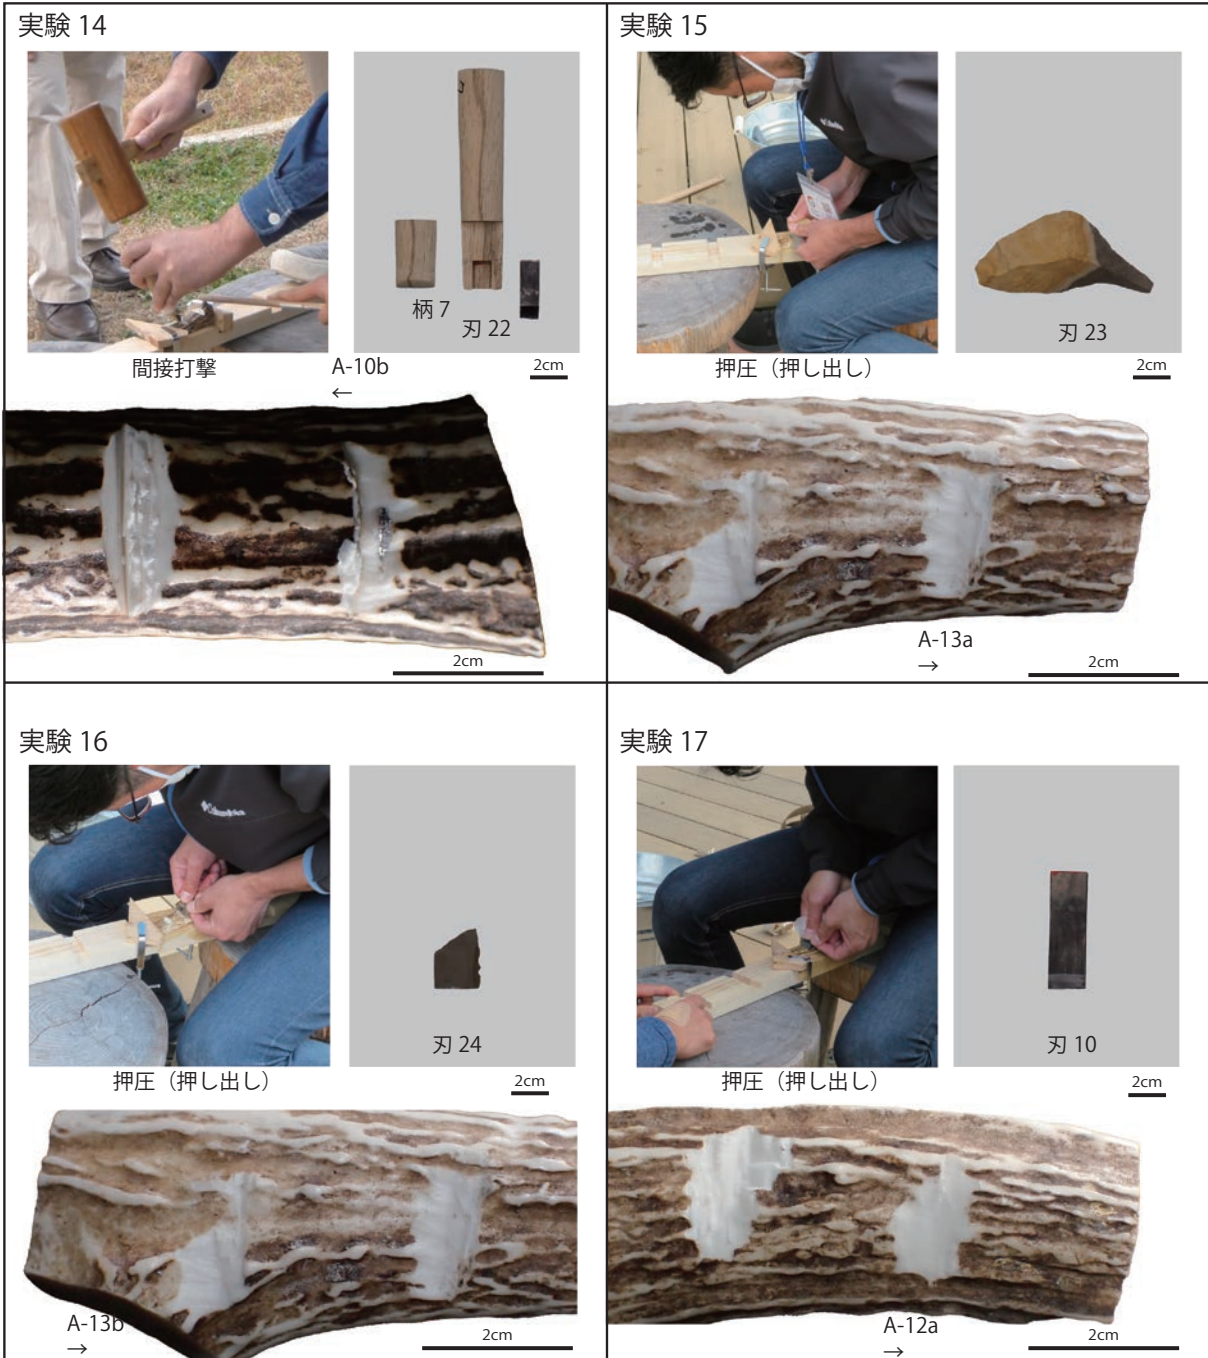 実験 14
柄 7
刃 22
間接打撃
A-10b
←
2cm
2cm
実験 15
Columbia
刃 23
押圧（押し出し）
2cm
A-13a
→
2cm
実験 16
Columbia
刃 24
押圧（押し出し）
2cm
A-13b
→
2cm
実験 17
刃 10
押圧（押し出し）
2cm
A-12a
→
2cm